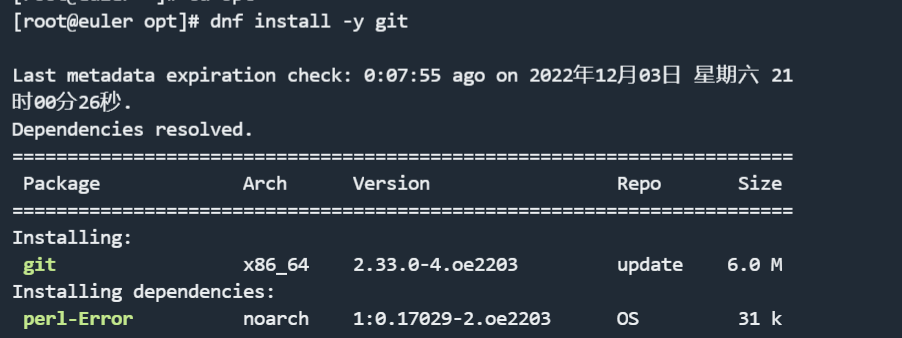 [root@euler opt]# dnf install -y git
Last metadata expiration check: 0:07:55 ago on 2022年12月03日 星期六 21
时00分26秒.
Dependencies resolved.
=======================================================================
Package Arch Version Repo Size
=======================================================================
Installing:
git x86_64 2.33.0-4.oe2203 update 6.0 M
Installing dependencies:
perl-Error noarch 1:0.17029-2.oe2203 OS 31 k